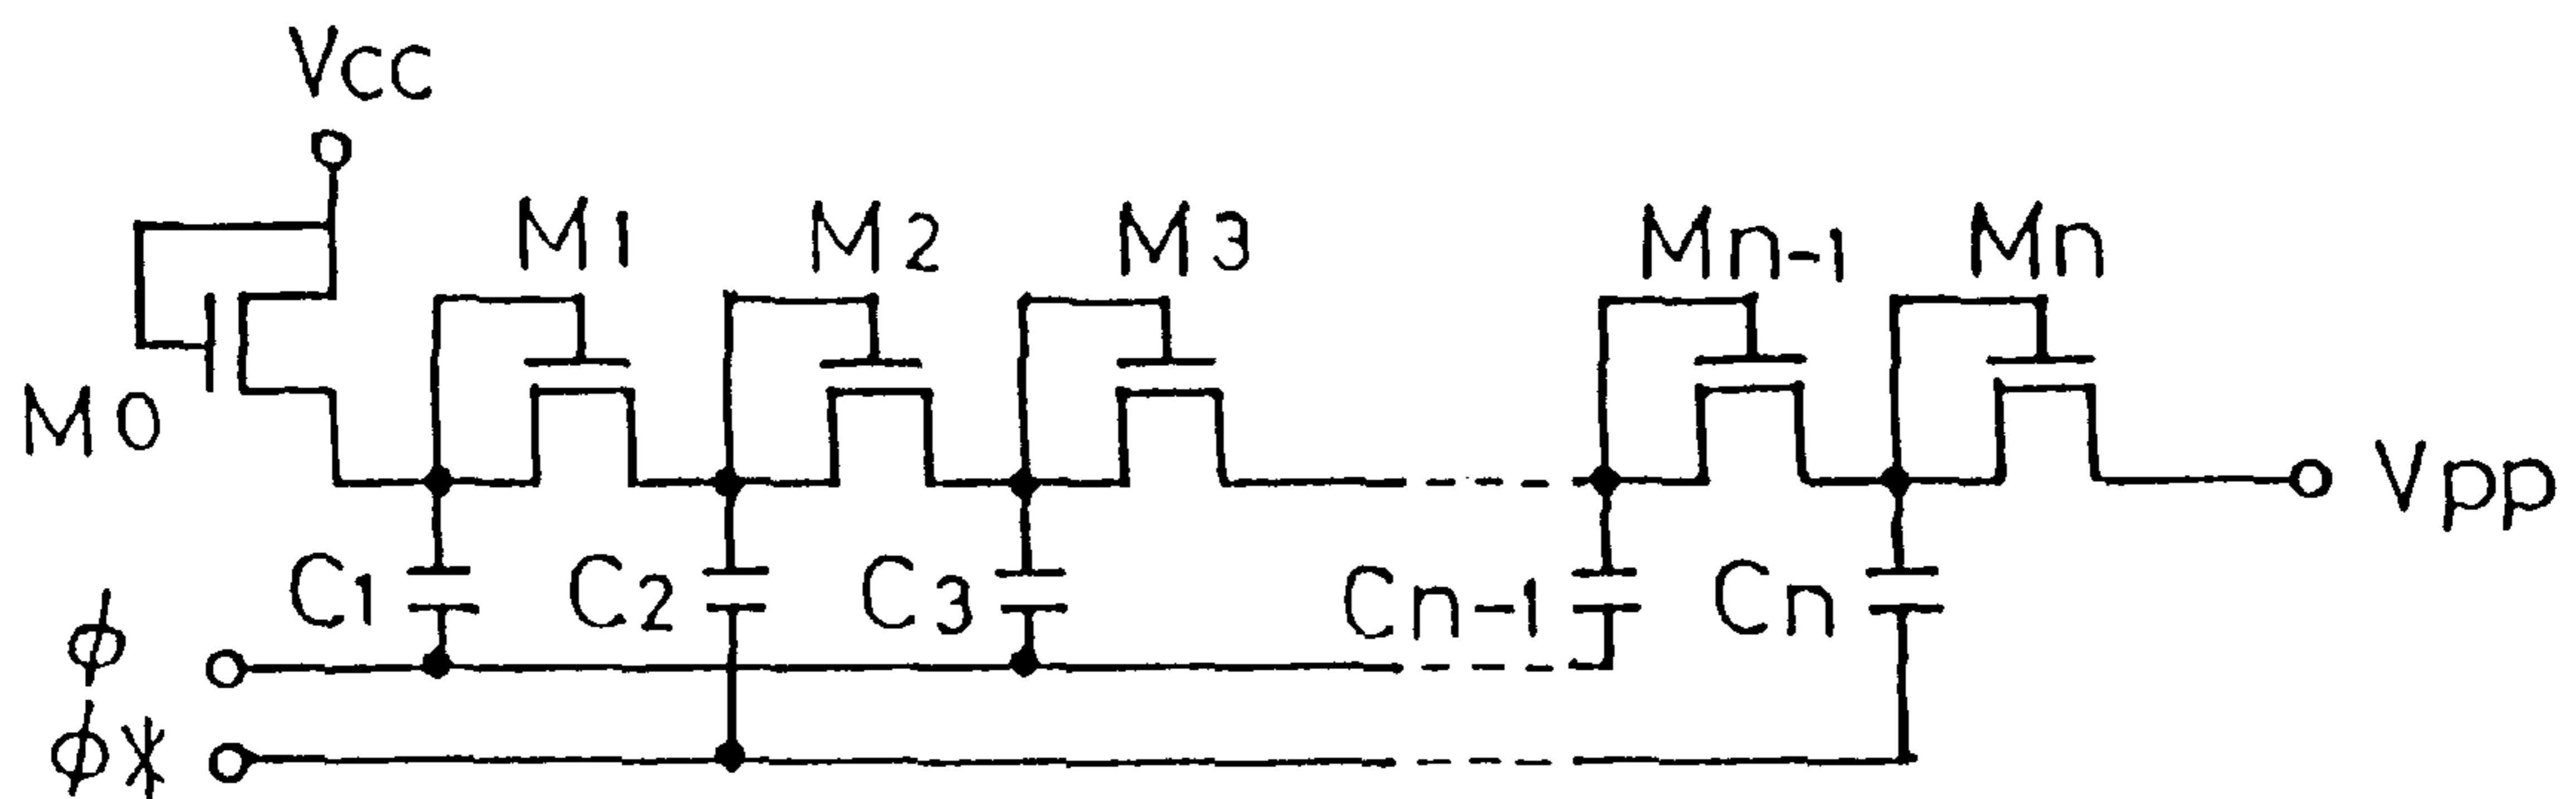 Vcc
M1 M2 M3 Mn-1 Mn
M0
Vpp
C1 C2 C3 Cn-1 Cn
ϕ
ϕ*